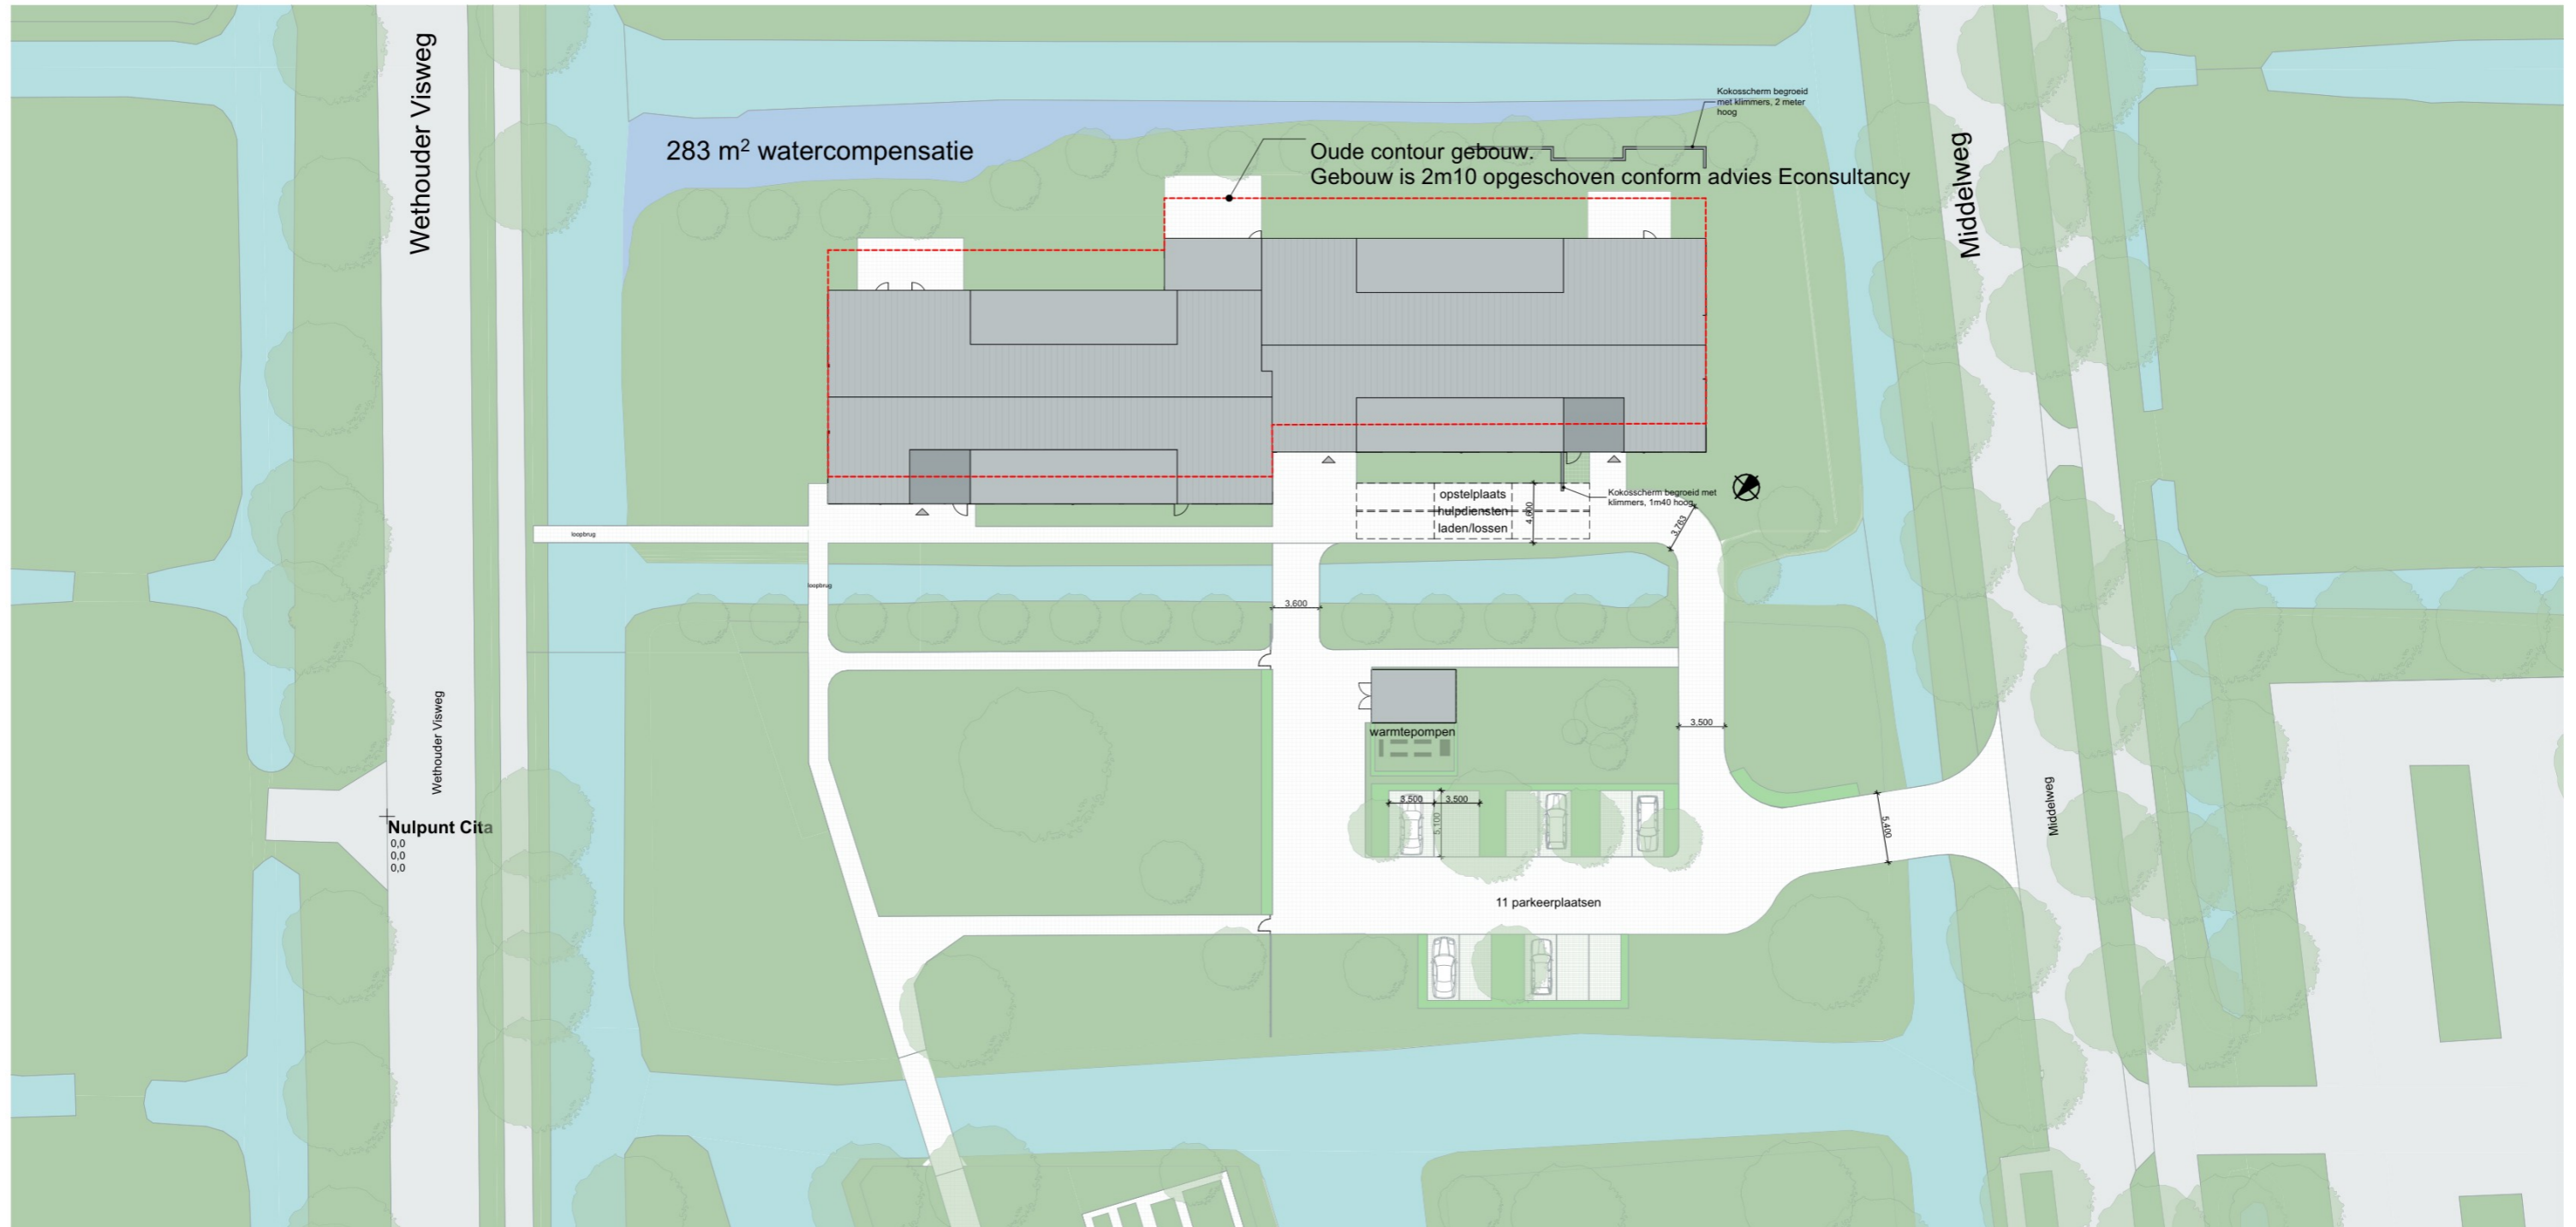 Wethouder Visweg
283 m² watercompensatie
Kokosscherm begroeid
met klimmers, 2 meter
hoog
Oude contour gebouw.
Gebouw is 2m10 opgeschoven conform advies Econsultancy
Middelweg
opstelplaats
hulpdiensten
laden/lossen
4.600
Kokosscherm begroeid met
klimmers, 1m40 hoog
3.763
loopbrug
loopbrug
3.600
Wethouder Visweg
3.500
warmtepompen
Middelweg
3.500
3.500
5.100
5.400
Nulpunt Cita
0,0
0,0
0,0
11 parkeerplaatsen